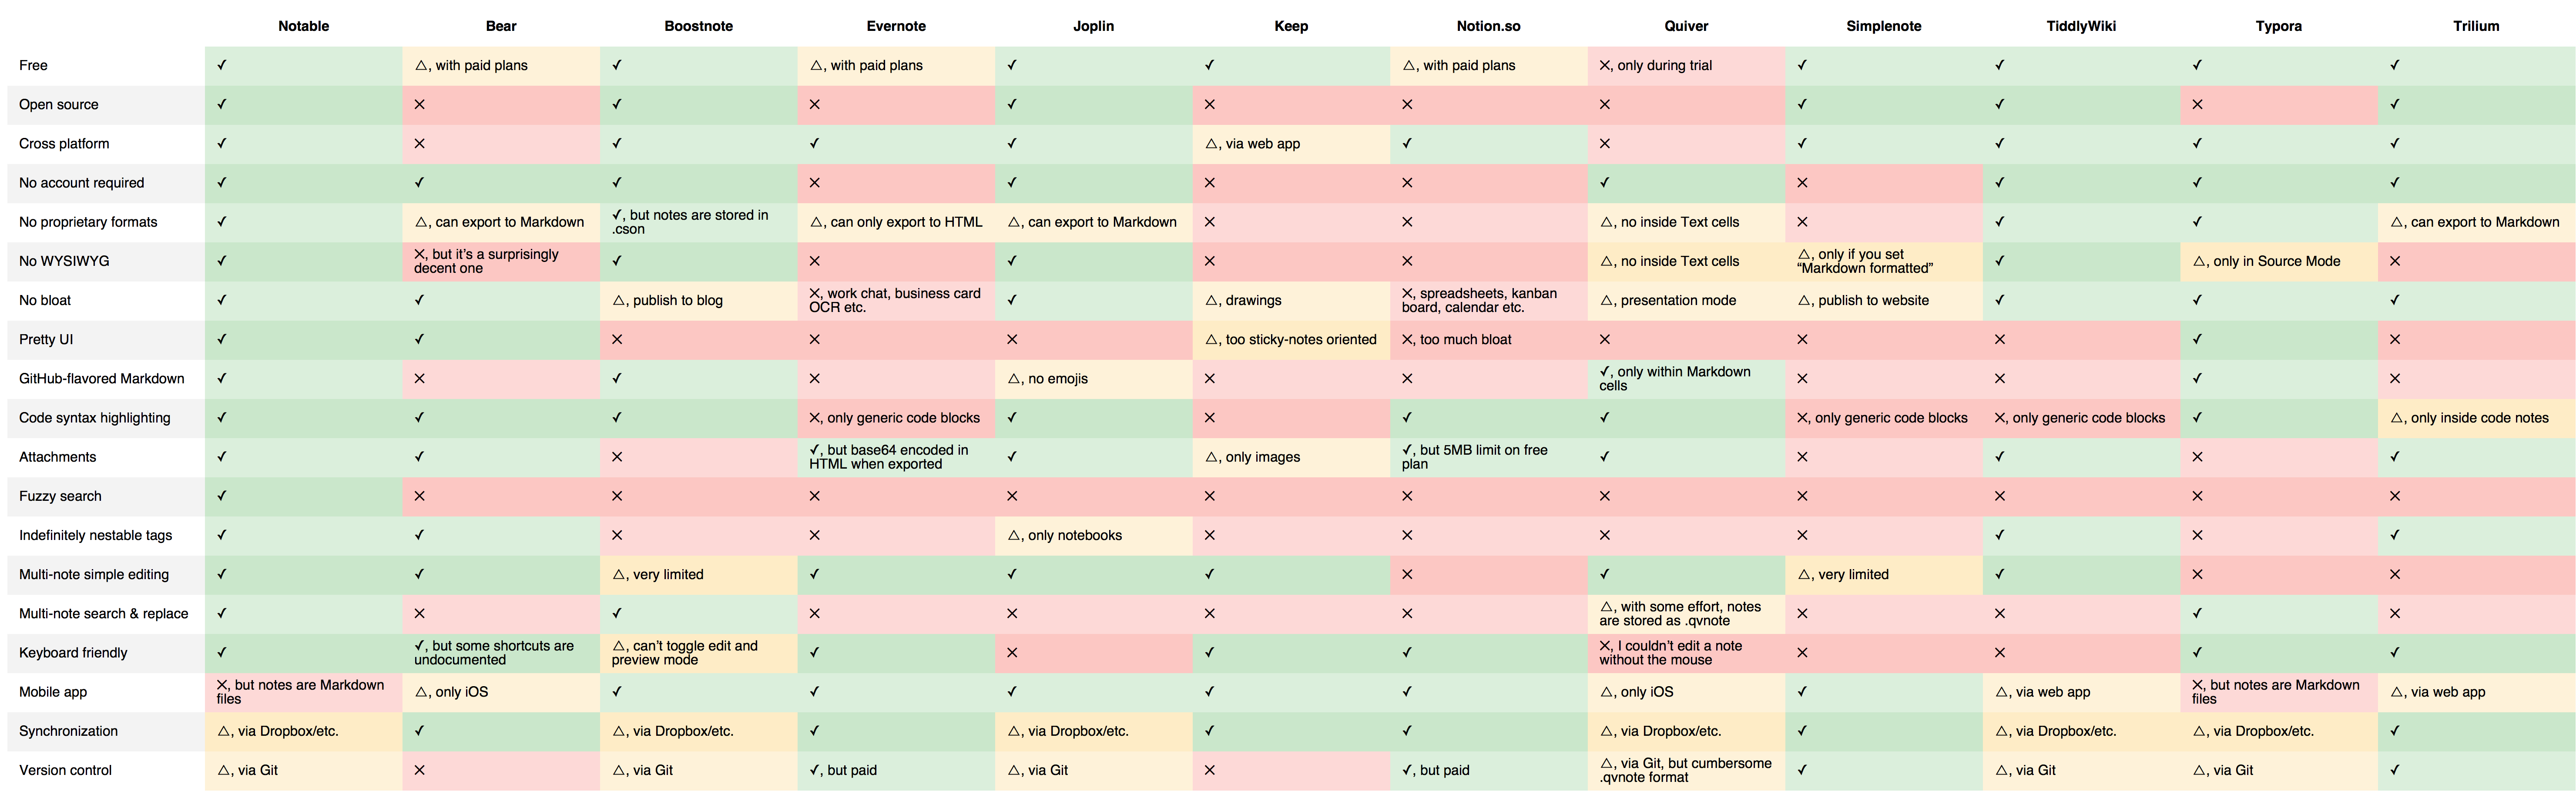 Notable Bear Boostnote Evernote Joplin Keep Notion.so Quiver Simplenote TiddlyWiki Typora Trilium
Free ✓ △, with paid plans ✓ △, with paid plans ✓ ✓ △, with paid plans ✕, only during trial ✓ ✓ ✓ ✓
Open source ✓ ✕ ✓ ✕ ✓ ✕ ✕ ✕ ✓ ✓ ✕ ✓
Cross platform ✓ ✕ ✓ ✓ ✓ △, via web app ✓ ✕ ✓ ✓ ✓ ✓
No account required ✓ ✓ ✓ ✕ ✓ ✕ ✕ ✓ ✕ ✓ ✓ ✓
No proprietary formats ✓ △, can export to Markdown ✓, but notes are stored in .cson △, can only export to HTML △, can export to Markdown ✕ ✕ △, no inside Text cells ✕ ✓ ✓ △, can export to Markdown
No WYSIWYG ✓ ✕, but it’s a surprisingly decent one ✓ ✕ ✓ ✕ ✕ △, no inside Text cells △, only if you set “Markdown formatted” ✓ △, only in Source Mode ✕
No bloat ✓ ✓ △, publish to blog ✕, work chat, business card OCR etc. ✓ △, drawings ✕, spreadsheets, kanban board, calendar etc. △, presentation mode △, publish to website ✓ ✓ ✓
Pretty UI ✓ ✓ ✕ ✕ ✕ △, too sticky-notes oriented ✕, too much bloat ✕ ✕ ✕ ✓ ✕
GitHub-flavored Markdown ✓ ✕ ✓ ✕ △, no emojis ✕ ✕ ✓, only within Markdown cells ✕ ✕ ✓ ✕
Code syntax highlighting ✓ ✓ ✓ ✕, only generic code blocks ✓ ✕ ✓ ✓ ✕, only generic code blocks ✕, only generic code blocks ✓ △, only inside code notes
Attachments ✓ ✓ ✕ ✓, but base64 encoded in HTML when exported ✓ △, only images ✓, but 5MB limit on free plan ✓ ✕ ✓ ✕ ✓
Fuzzy search ✓ ✕ ✕ ✕ ✕ ✕ ✕ ✕ ✕ ✕ ✕ ✕
Indefinitely nestable tags ✓ ✓ ✕ ✕ △, only notebooks ✕ ✕ ✕ ✕ ✓ ✕ ✓
Multi-note simple editing ✓ ✓ △, very limited ✓ ✓ ✓ ✕ ✓ △, very limited ✓ ✕ ✕
Multi-note search & replace ✓ ✕ ✓ ✕ ✕ ✕ ✕ △, with some effort, notes are stored as .qvnote ✕ ✕ ✓ ✕
Keyboard friendly ✓ ✓, but some shortcuts are undocumented △, can’t toggle edit and preview mode ✓ ✕ ✓ ✓ ✕, I couldn’t edit a note without the mouse ✕ ✕ ✓ ✓
Mobile app ✕, but notes are Markdown files △, only iOS ✓ ✓ ✓ ✓ ✓ △, only iOS ✓ △, via web app ✕, but notes are Markdown files △, via web app
Synchronization △, via Dropbox/etc. ✓ △, via Dropbox/etc. ✓ △, via Dropbox/etc. ✓ ✓ △, via Dropbox/etc. ✓ △, via Dropbox/etc. △, via Dropbox/etc. ✓
Version control △, via Git ✕ △, via Git ✓, but paid △, via Git ✕ ✓, but paid △, via Git, but cumbersome .qvnote format ✓ △, via Git △, via Git ✓